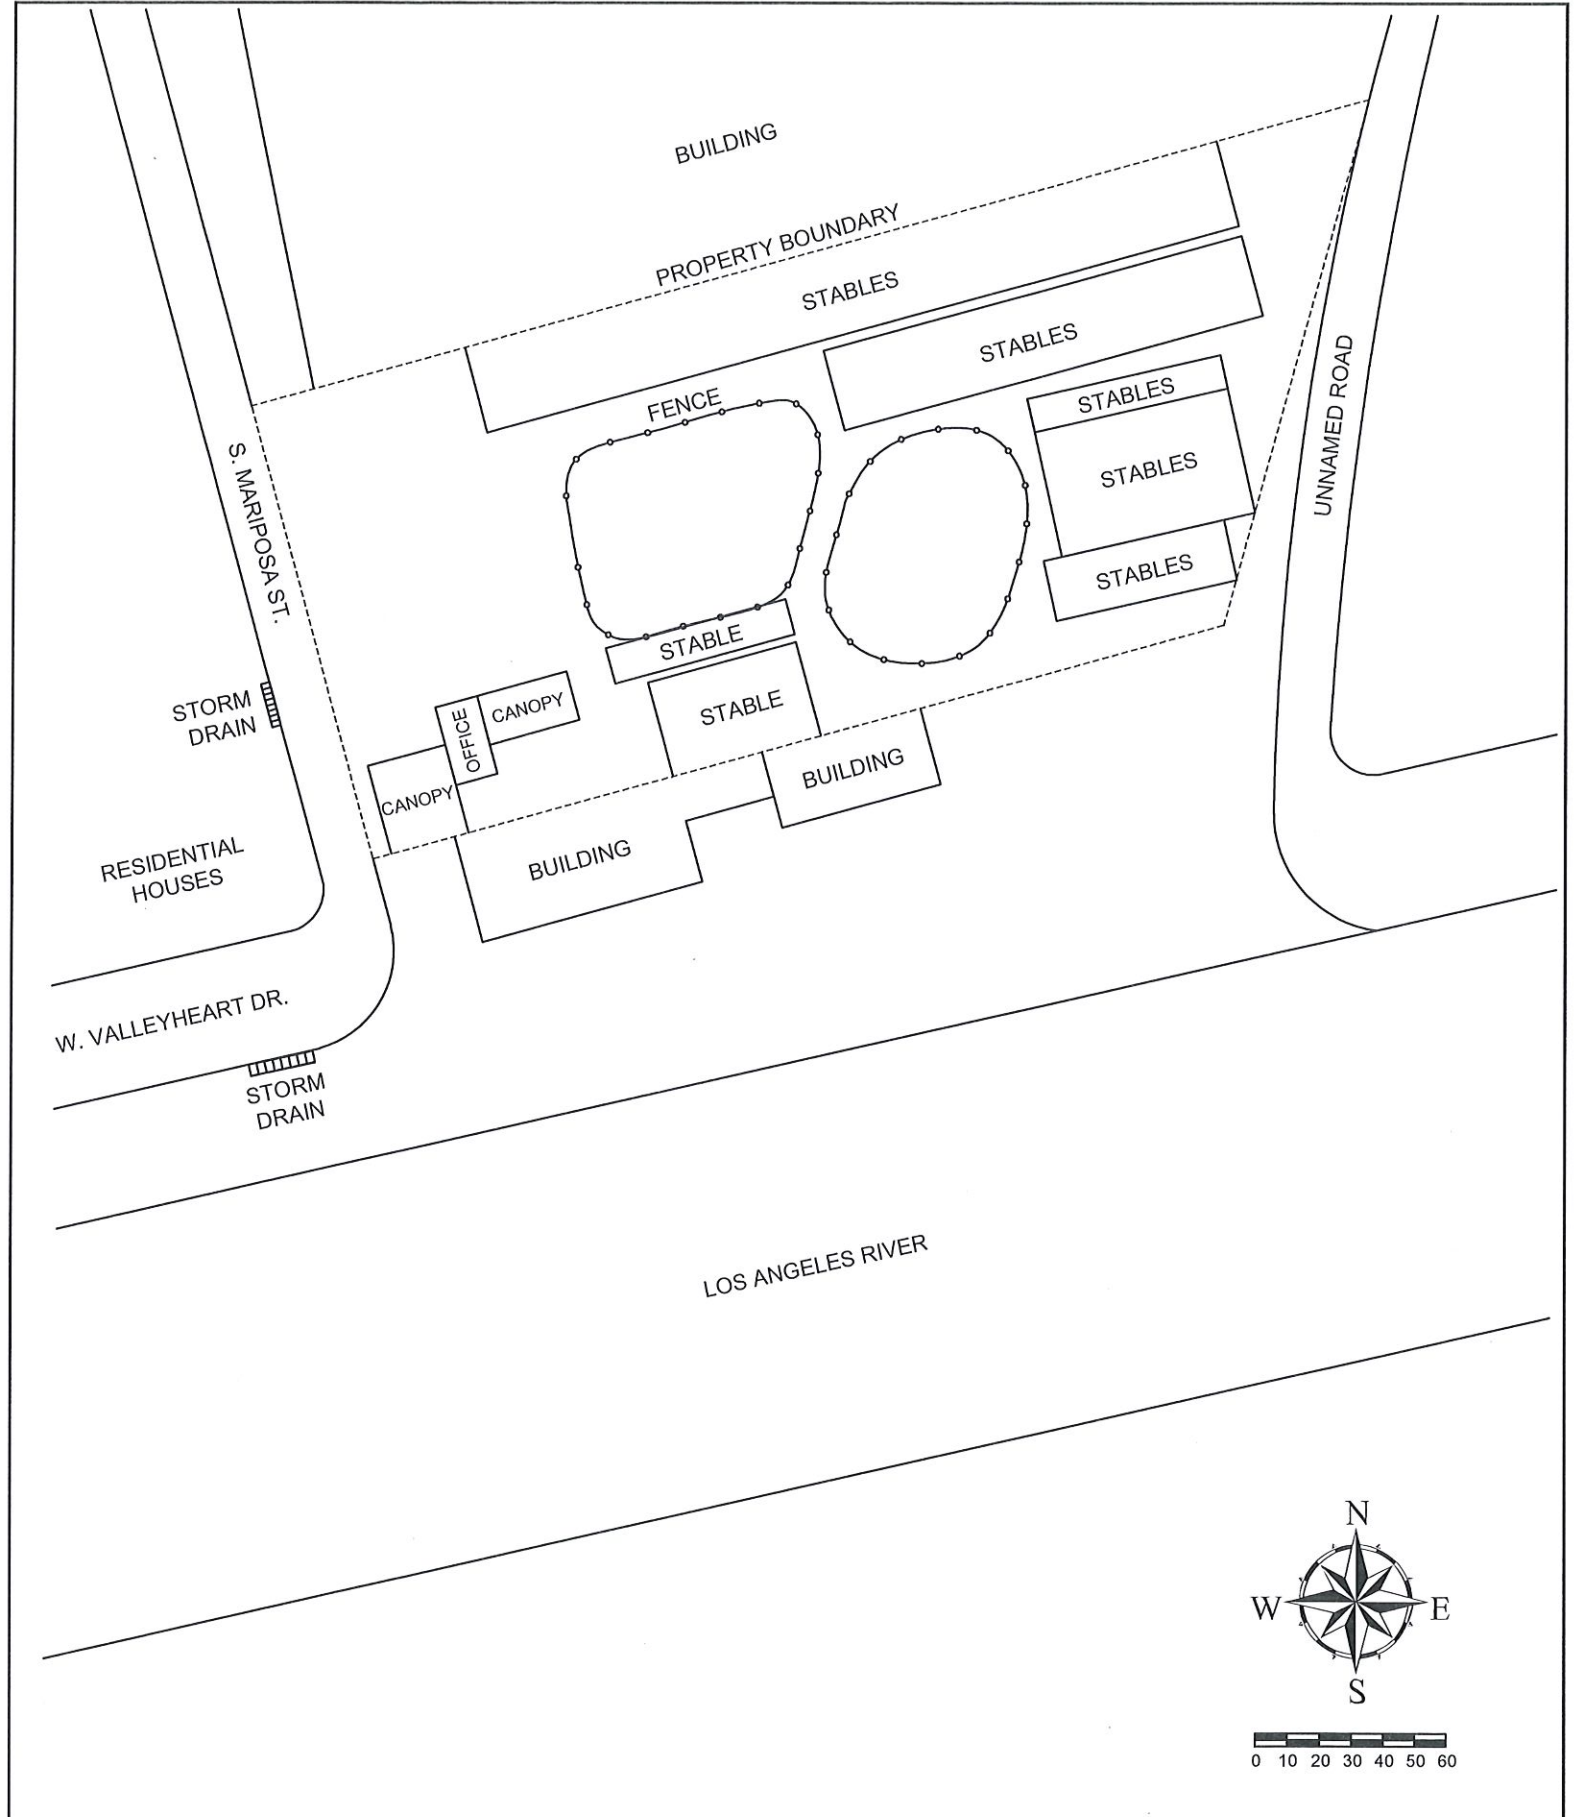 BUILDING
PROPERTY BOUNDARY
STABLES
STABLES
STABLES
FENCE
STABLES
UNNAMED ROAD
S. MARIPOSA ST.
STABLES
STABLE
STORM
DRAIN
OFFICE
CANOPY
STABLE
CANOPY
BUILDING
BUILDING
RESIDENTIAL
HOUSES
W. VALLEYHEART DR.
STORM
DRAIN
LOS ANGELES RIVER
N
W
E
S
0 10 20 30 40 50 60